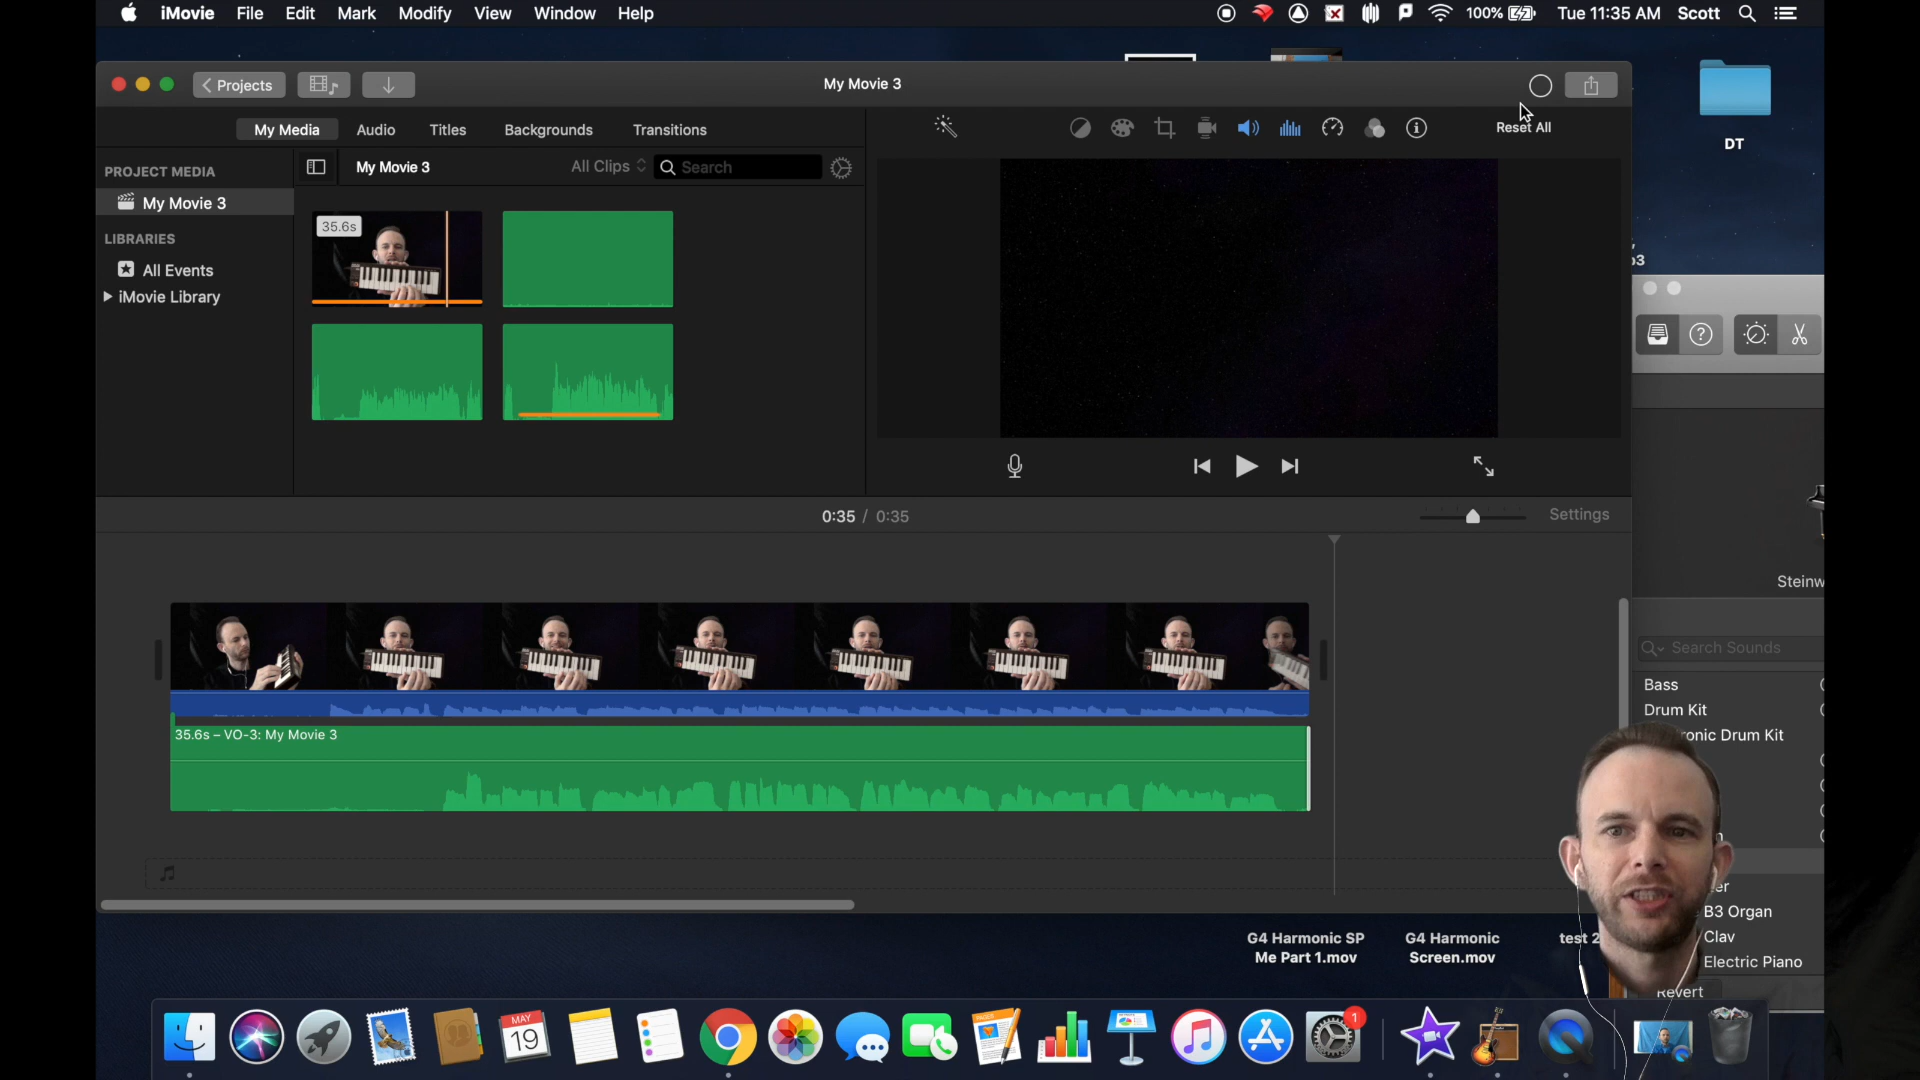 iMovie File Edit Mark Modify View Window Help
100% Tue 11:35 AM Scott
Projects
My Movie 3
My Media Audio Titles Backgrounds Transitions
Reset All
PROJECT MEDIA
My Movie 3
LIBRARIES
All Events
iMovie Library
My Movie 3
All Clips
Search
35.6s
0:35 / 0:35
Settings
35.6s – VO-3: My Movie 3
DT
Search Sounds
Bass
Drum Kit
B3 Organ
Clav
Electric Piano
Revert
G4 Harmonic SP
Me Part 1.mov
G4 Harmonic
Screen.mov
test 2
MAY
19
1